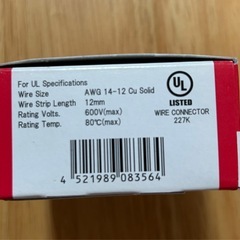 For UL Specifications
Wire Size AWG 14-12 Cu Solid
Wire Strip Length 12mm
Rating Volts. 600V(max)
Rating Temp. 80℃(max)
UL
LISTED
WIRE CONNECTOR
227K
4 521989 083564